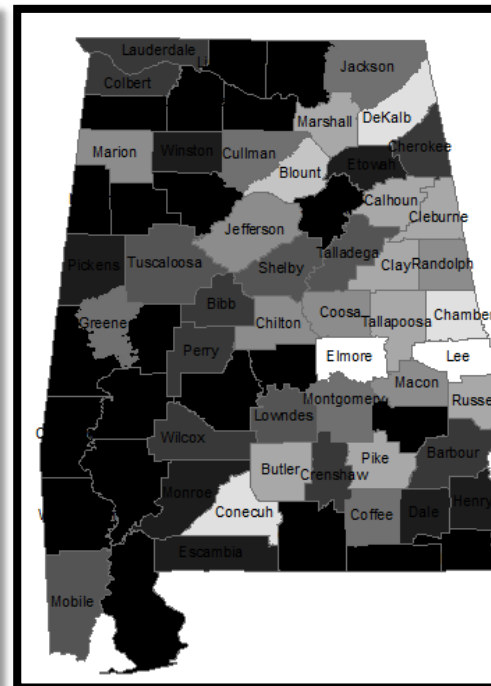 Lauderdale
Colbert
Jackson
Marshall
DeKalb
Cherokee
Marion
Winston
Cullman
Blount
Etowah
Calhoun
Cleburne
Jefferson
Talladega
Pickens
Tuscaloosa
Shelby
Clay
Randolph
Bibb
Greene
Chilton
Coosa
Tallapoosa
Chamber
Perry
Elmore
Lee
Macon
Montgomery
Lowndes
Russe
Wilcox
Butler
Crenshaw
Pike
Barbour
Monroe
Conecuh
Coffee
Dale
Henry
Escambia
Mobile